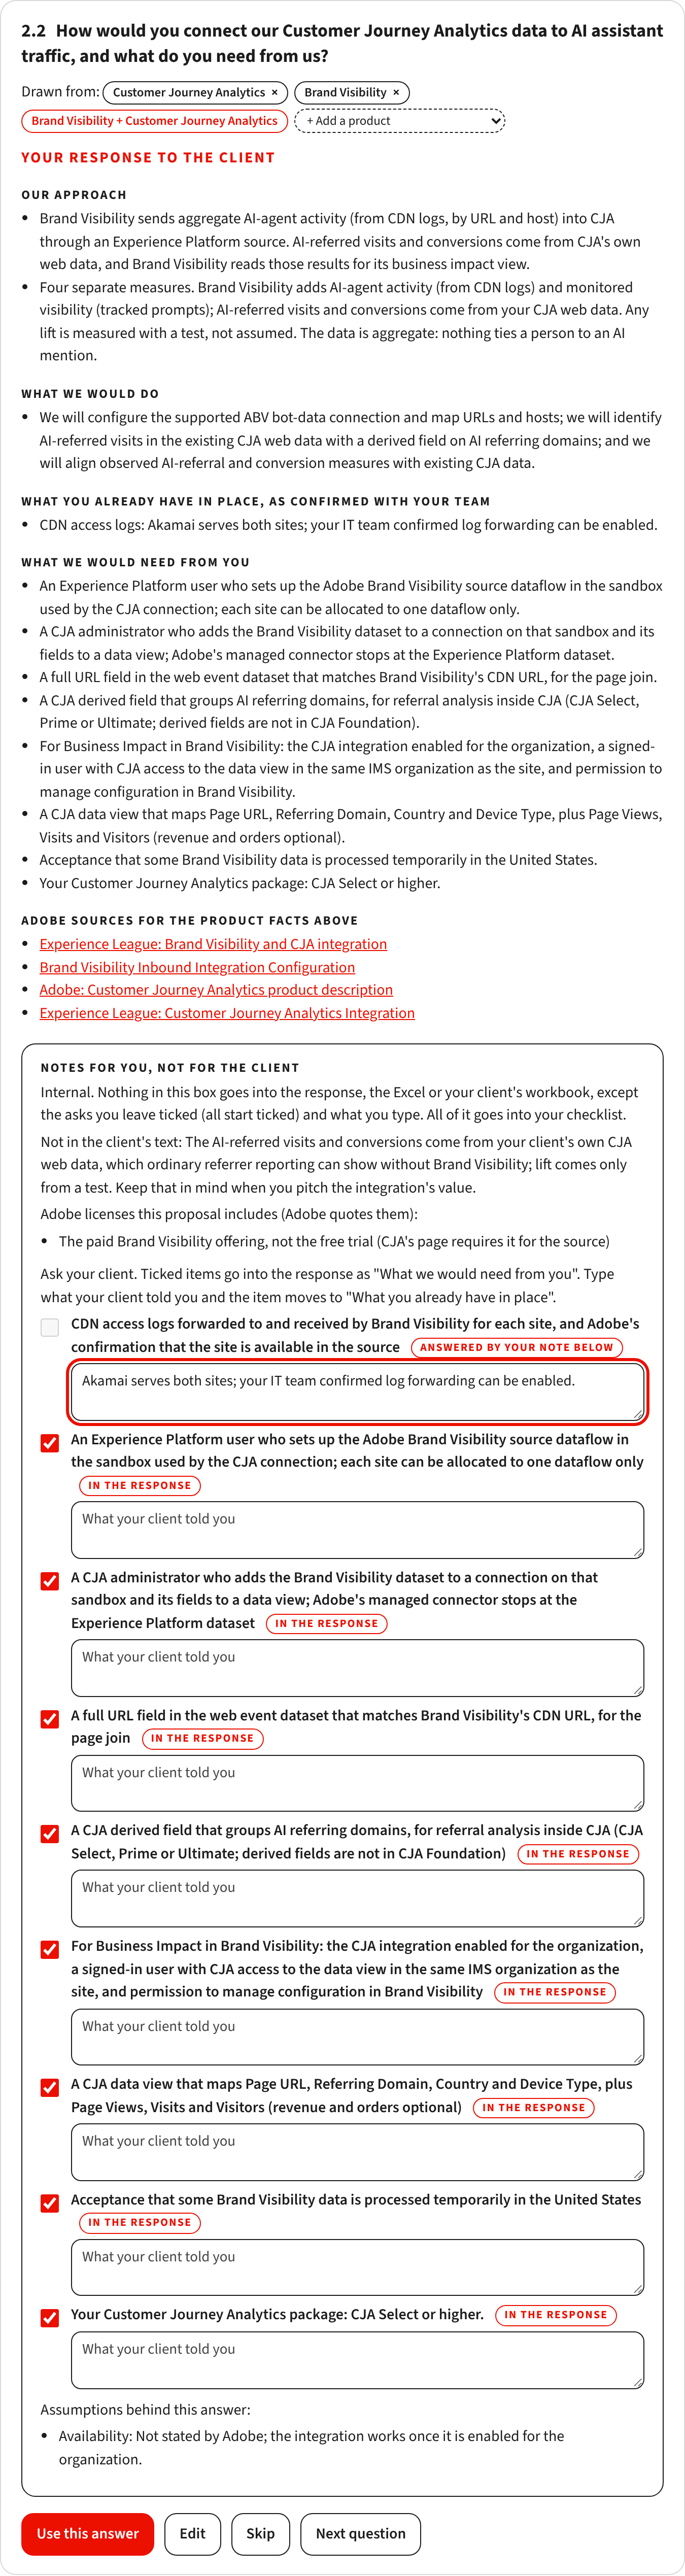 2.2 How would you connect our Customer Journey Analytics data to AI assistant
traffic, and what do you need from us?
Drawn from: Customer Journey Analytics × Brand Visibility ×
Brand Visibility + Customer Journey Analytics + Add a product
YOUR RESPONSE TO THE CLIENT
OUR APPROACH
• Brand Visibility sends aggregate AI-agent activity (from CDN logs, by URL and host) into CJA
through an Experience Platform source. AI-referred visits and conversions come from CJA's own
web data, and Brand Visibility reads those results for its business impact view.
• Four separate measures. Brand Visibility adds AI-agent activity (from CDN logs) and monitored
visibility (tracked prompts); AI-referred visits and conversions come from your CJA web data. Any
lift is measured with a test, not assumed. The data is aggregate: nothing ties a person to an AI
mention.
WHAT WE WOULD DO
• We will configure the supported ABV bot-data connection and map URLs and hosts; we will identify
AI-referred visits in the existing CJA web data with a derived field on AI referring domains; and we
will align observed AI-referral and conversion measures with existing CJA data.
WHAT YOU ALREADY HAVE IN PLACE, AS CONFIRMED WITH YOUR TEAM
• CDN access logs: Akamai serves both sites; your IT team confirmed log forwarding can be enabled.
WHAT WE WOULD NEED FROM YOU
• An Experience Platform user who sets up the Adobe Brand Visibility source dataflow in the sandbox
used by the CJA connection; each site can be allocated to one dataflow only.
• A CJA administrator who adds the Brand Visibility dataset to a connection on that sandbox and its
fields to a data view; Adobe's managed connector stops at the Experience Platform dataset.
• A full URL field in the web event dataset that matches Brand Visibility's CDN URL, for the page join.
• A CJA derived field that groups AI referring domains, for referral analysis inside CJA (CJA Select,
Prime or Ultimate; derived fields are not in CJA Foundation).
• For Business Impact in Brand Visibility: the CJA integration enabled for the organization, a signed-
in user with CJA access to the data view in the same IMS organization as the site, and permission to
manage configuration in Brand Visibility.
• A CJA data view that maps Page URL, Referring Domain, Country and Device Type, plus Page Views,
Visits and Visitors (revenue and orders optional).
• Acceptance that some Brand Visibility data is processed temporarily in the United States.
• Your Customer Journey Analytics package: CJA Select or higher.
ADOBE SOURCES FOR THE PRODUCT FACTS ABOVE
• Experience League: Brand Visibility and CJA integration
• Brand Visibility Inbound Integration Configuration
• Adobe: Customer Journey Analytics product description
• Experience League: Customer Journey Analytics Integration
NOTES FOR YOU, NOT FOR THE CLIENT
Internal. Nothing in this box goes into the response, the Excel or your client's workbook, except
the asks you leave ticked (all start ticked) and what you type. All of it goes into your checklist.
Not in the client's text: The AI-referred visits and conversions come from your client's own CJA
web data, which ordinary referrer reporting can show without Brand Visibility; lift comes only
from a test. Keep that in mind when you pitch the integration's value.
Adobe licenses this proposal includes (Adobe quotes them):
• The paid Brand Visibility offering, not the free trial (CJA's page requires it for the source)
Ask your client. Ticked items go into the response as "What we would need from you". Type
what your client told you and the item moves to "What you already have in place".
CDN access logs forwarded to and received by Brand Visibility for each site, and Adobe's
confirmation that the site is available in the source ANSWERED BY YOUR NOTE BELOW
Akamai serves both sites; your IT team confirmed log forwarding can be enabled.
An Experience Platform user who sets up the Adobe Brand Visibility source dataflow in
the sandbox used by the CJA connection; each site can be allocated to one dataflow only
IN THE RESPONSE
What your client told you
A CJA administrator who adds the Brand Visibility dataset to a connection on that
sandbox and its fields to a data view; Adobe's managed connector stops at the
Experience Platform dataset IN THE RESPONSE
What your client told you
A full URL field in the web event dataset that matches Brand Visibility's CDN URL, for the
page join IN THE RESPONSE
What your client told you
A CJA derived field that groups AI referring domains, for referral analysis inside CJA (CJA
Select, Prime or Ultimate; derived fields are not in CJA Foundation) IN THE RESPONSE
What your client told you
For Business Impact in Brand Visibility: the CJA integration enabled for the organization,
a signed-in user with CJA access to the data view in the same IMS organization as the
site, and permission to manage configuration in Brand Visibility IN THE RESPONSE
What your client told you
A CJA data view that maps Page URL, Referring Domain, Country and Device Type, plus
Page Views, Visits and Visitors (revenue and orders optional) IN THE RESPONSE
What your client told you
Acceptance that some Brand Visibility data is processed temporarily in the United States
IN THE RESPONSE
What your client told you
Your Customer Journey Analytics package: CJA Select or higher. IN THE RESPONSE
What your client told you
Assumptions behind this answer:
• Availability: Not stated by Adobe; the integration works once it is enabled for the
organization.
Use this answer Edit Skip Next question